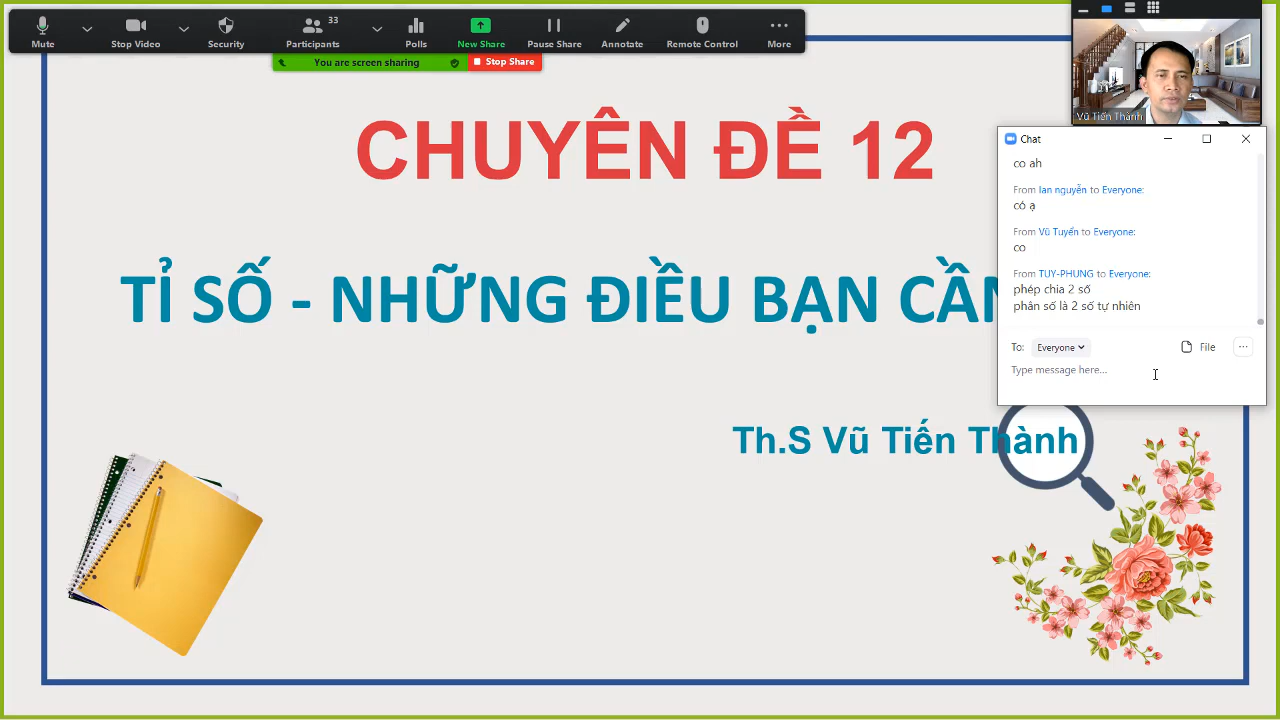 Mute
Stop Video
Security
Participants
33
Polls
New Share
Pause Share
Annotate
Remote Control
More
You are screen sharing
Stop Share
Vũ Tiến Thành
CHUYÊN ĐỀ 12
TỈ SỐ - NHỮNG ĐIỀU BẠN CẦN
Th.S Vũ Tiến Thành
Chat
co ah
From lan nguyễn to Everyone:
có ạ
From Vũ Tuyển to Everyone:
co
From TUY-PHUNG to Everyone:
phép chia 2 số
phân số là 2 số tự nhiên
To: Everyone
File
Type message here...